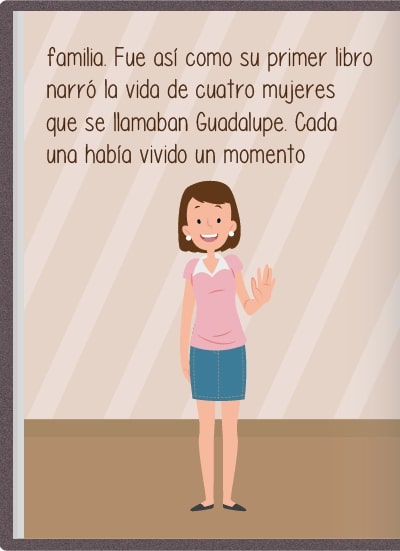 familia. Fue así como su primer libro
narró la vida de cuatro mujeres
que se llamaban Guadalupe. Cada
una había vivido un momento